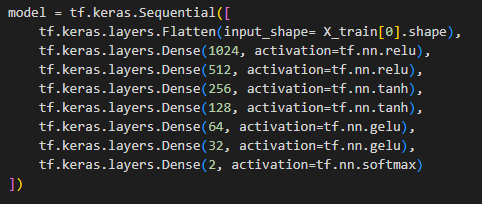 model = tf.keras.Sequential([
    tf.keras.layers.Flatten(input_shape= X_train[0].shape),
    tf.keras.layers.Dense(1024, activation=tf.nn.relu),
    tf.keras.layers.Dense(512, activation=tf.nn.relu),
    tf.keras.layers.Dense(256, activation=tf.nn.tanh),
    tf.keras.layers.Dense(128, activation=tf.nn.tanh),
    tf.keras.layers.Dense(64, activation=tf.nn.gelu),
    tf.keras.layers.Dense(32, activation=tf.nn.gelu),
    tf.keras.layers.Dense(2, activation=tf.nn.softmax)
])